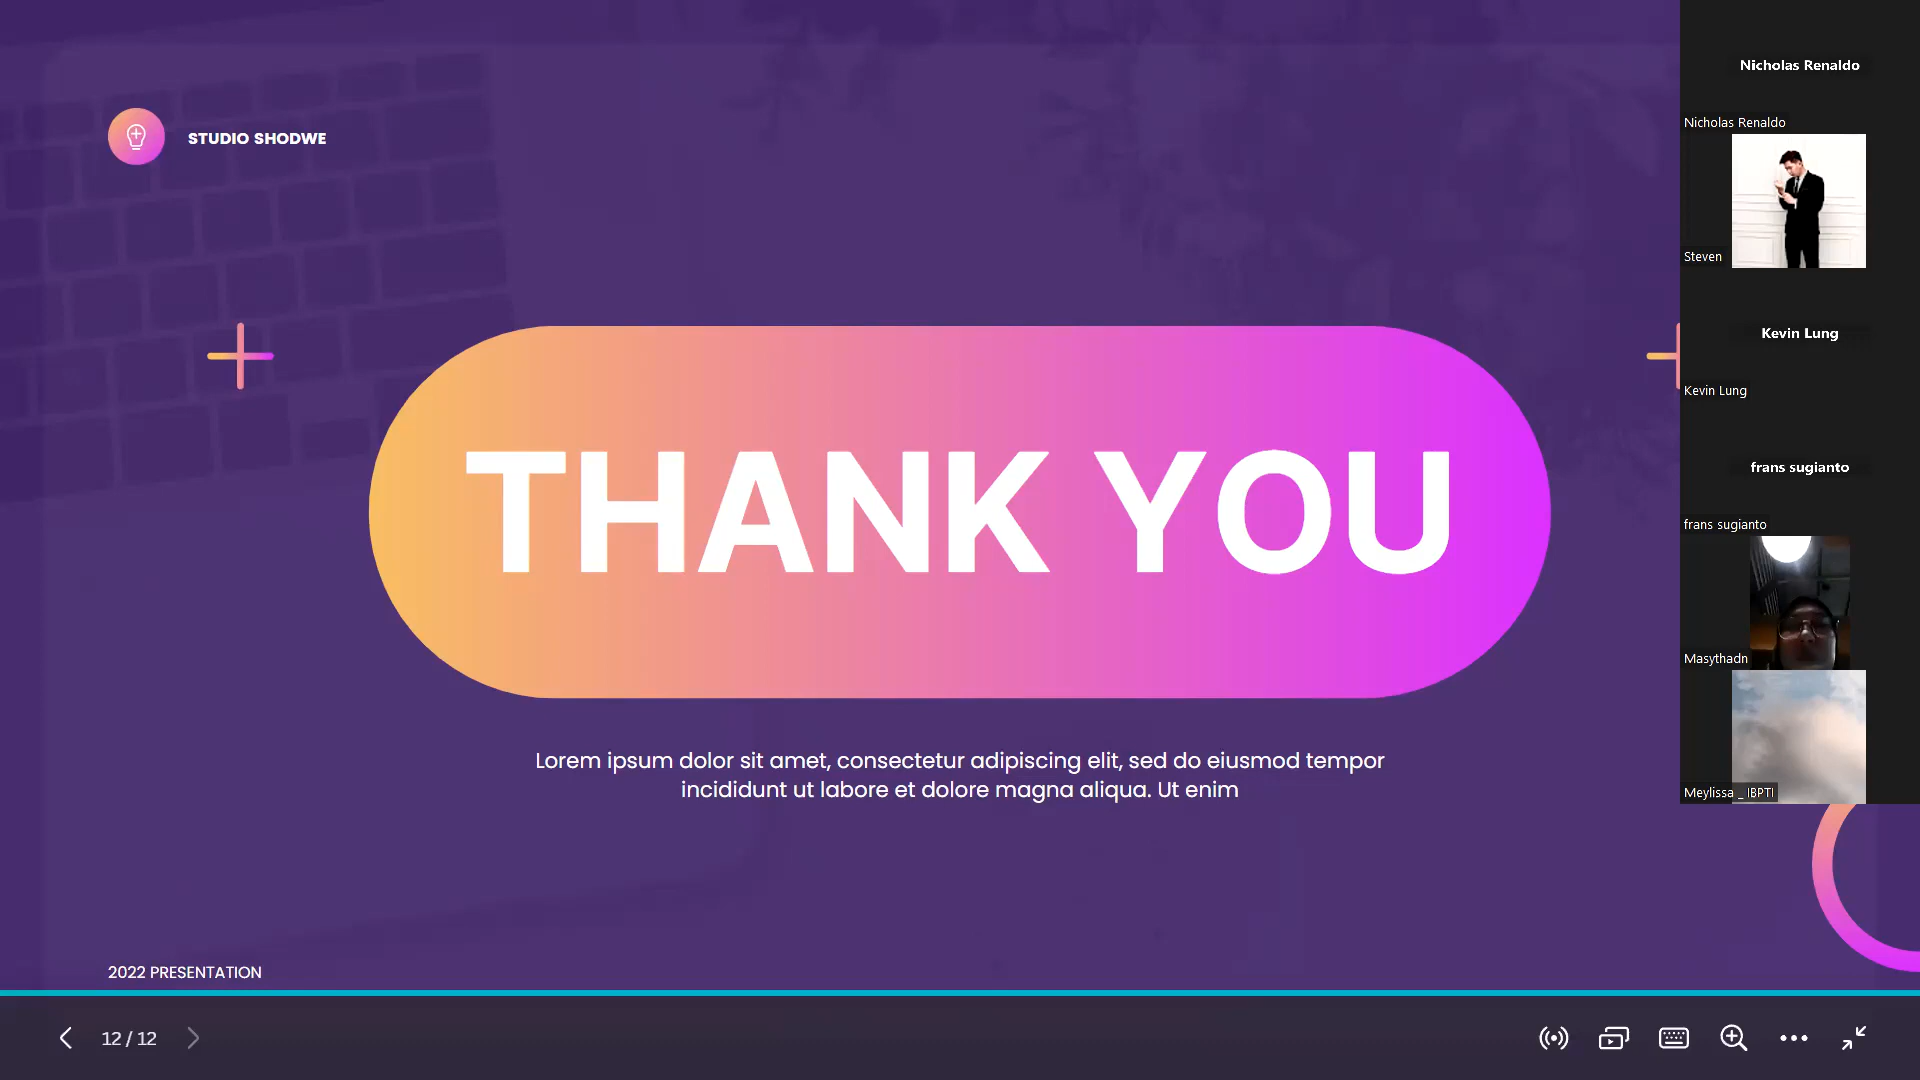 STUDIO SHODWE
THANK YOU
Lorem ipsum dolor sit amet, consectetur adipiscing elit, sed do eiusmod tempor
incididunt ut labore et dolore magna aliqua. Ut enim
2022 PRESENTATION
12 / 12
Nicholas Renaldo
Nicholas Renaldo
Steven
Kevin Lung
Kevin Lung
frans sugianto
frans sugianto
Masythadn
Meylissa _ IBPTI